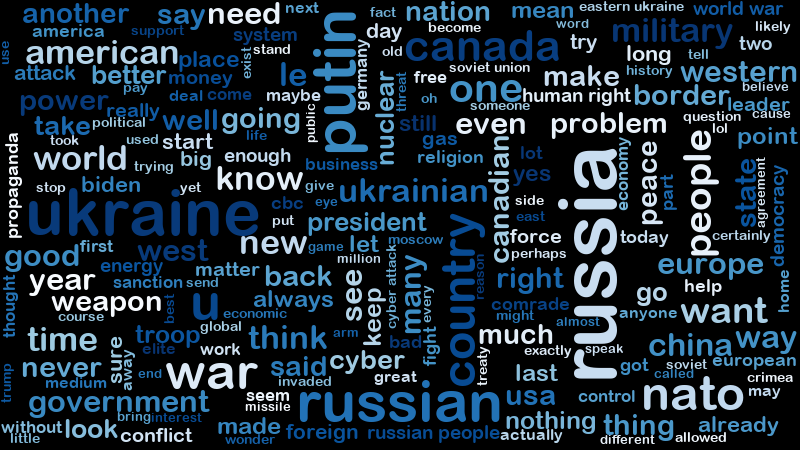 another
say
need
next
fact
america
support
system
day
nation
mean
eastern ukraine
world war
become
word
likely
american
place
stand
old
canada
try
military
two
use
attack
better
money
exist
le
putin
germany
free
soviet union
make
long
tell
history
western
believe
pay
deal
come
maybe
nuclear
threat
oh
one
someone
human right
border
leader
cause
power
really
well
going
public
still
even
problem
question
lol
take
political
life
gas
point
propaganda
took
used
start
world
trying
big
enough
business
religion
canadian
lot
yes
russia
economy
peace
part
people
state
agreement
democracy
stop
biden
yet
know
give
eye
ukrainian
side
east
ukraine
cbc
put
president
country
force
perhaps
today
certainly
good
first
west
new
game
let
moscow
million
many
cyber attack
reason
right
europe
thought
year
energy
matter
back
sanction
send
see
keep
every
go
help
home
weapon
best
u
always
economic
comrade
might
almost
anyone
want
course
global
time
troop
think
arm
bad
fight
much
way
elite
work
exactly
speak
china
never
sure
away
war
said
cyber
treaty
last
got
soviet
european
trump
medium
end
invaded
great
called
crimea
government
seem
missile
russian
usa
control
nato
may
bring
interest
without
little
look
conflict
made
wonder
foreign
russian people
actually
nothing
thing
different
allowed
already